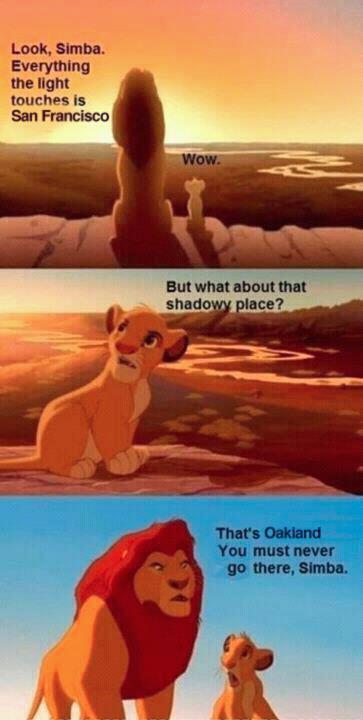 Look, Simba.
Everything
the light
touches is
San Francisco
Wow.
But what about that
shadowy place?
That's Oakland
You must never
go there, Simba.